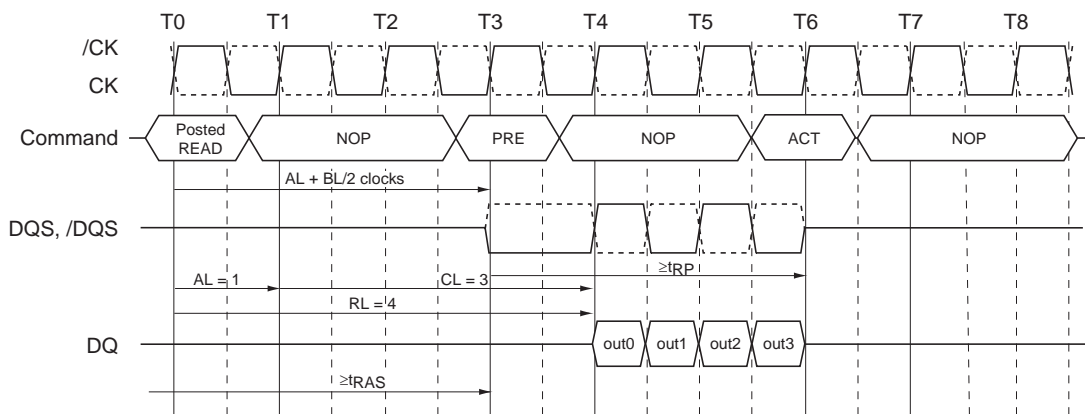 T0 T1 T2 T3 T4 T5 T6 T7 T8
/CK
CK
Command
Posted
READ
NOP PRE NOP ACT NOP
AL + BL/2 clocks
DQS, /DQS
≥tRP
AL = 1 CL = 3
RL = 4
DQ
out0 out1 out2 out3
≥tRAS